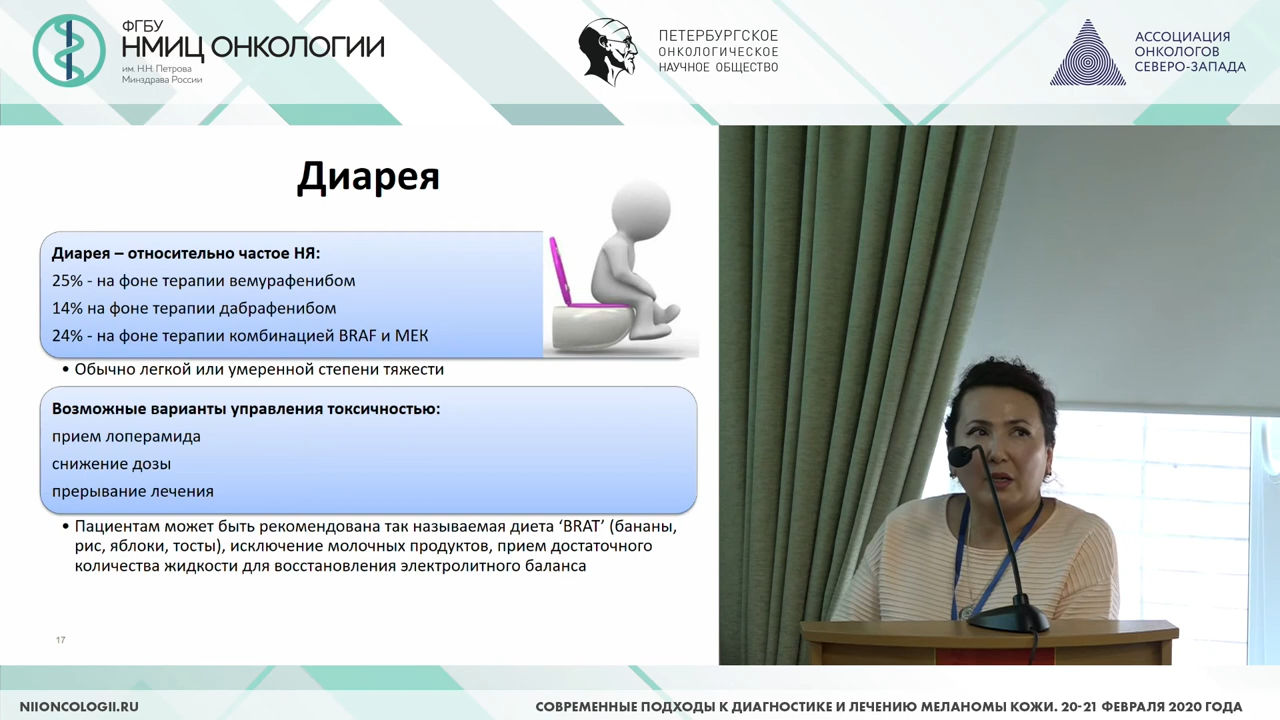 ФГБУ
НМИЦ ОНКОЛОГИИ
им. Н.Н. Петрова
Минздрава России
ПЕТЕРБУРГСКОЕ
ОНКОЛОГИЧЕСКОЕ
НАУЧНОЕ ОБЩЕСТВО
АССОЦИАЦИЯ
ОНКОЛОГОВ
СЕВЕРО-ЗАПАДА
Диарея
Диарея – относительно частое НЯ:
25% - на фоне терапии вемурафенибом
14% на фоне терапии дабрафенибом
24% - на фоне терапии комбинацией BRAF и МЕК
• Обычно легкой или умеренной степени тяжести
Возможные варианты управления токсичностью:
прием лоперамида
снижение дозы
прерывание лечения
• Пациентам может быть рекомендована так называемая диета ‘BRAT’ (бананы,
рис, яблоки, тосты), исключение молочных продуктов, прием достаточного
количества жидкости для восстановления электролитного баланса
17
NIIONCOLOGII.RU
СОВРЕМЕННЫЕ ПОДХОДЫ К ДИАГНОСТИКЕ И ЛЕЧЕНИЮ МЕЛАНОМЫ КОЖИ. 20-21 ФЕВРАЛЯ 2020 ГОДА